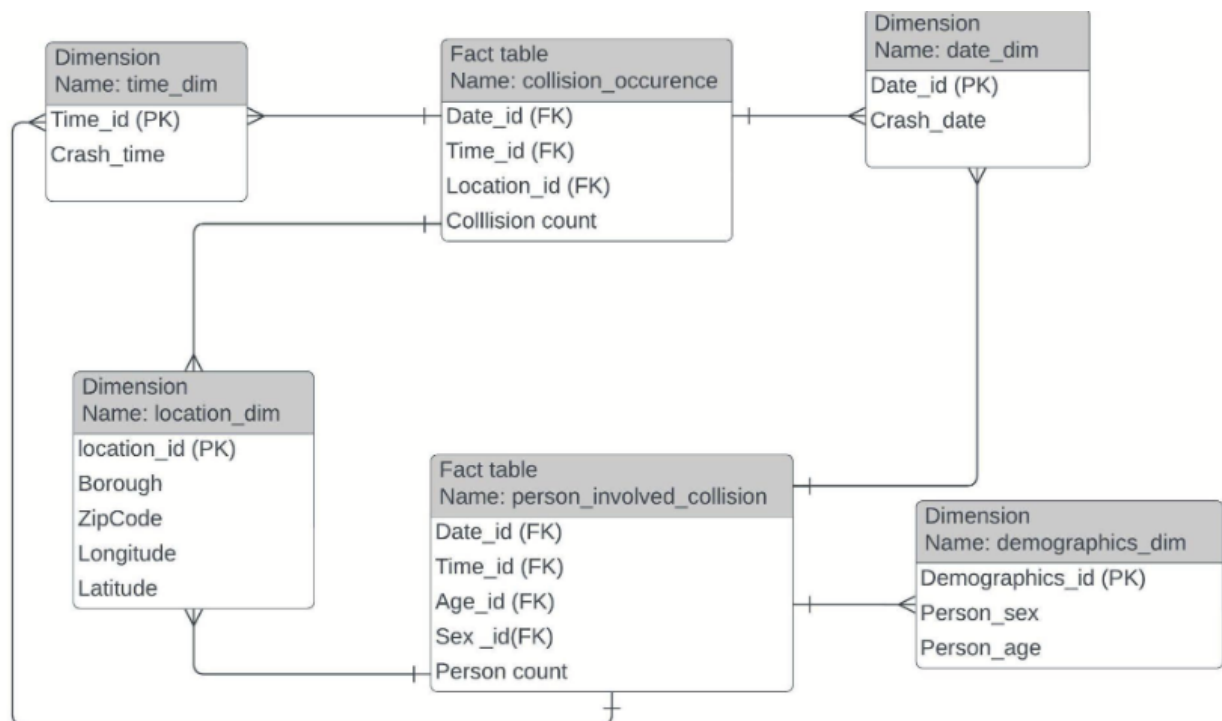 Dimension
Name: time_dim
Time_id (PK)
Crash_time
Fact table
Name: collision_occurence
Date_id (FK)
Time_id (FK)
Location_id (FK)
Colllision count
Dimension
Name: date_dim
Date_id (PK)
Crash_date
Dimension
Name: location_dim
location_id (PK)
Borough
ZipCode
Longitude
Latitude
Fact table
Name: person_involved_collision
Date_id (FK)
Time_id (FK)
Age_id (FK)
Sex _id(FK)
Person count
Dimension
Name: demographics_dim
Demographics_id (PK)
Person_sex
Person_age